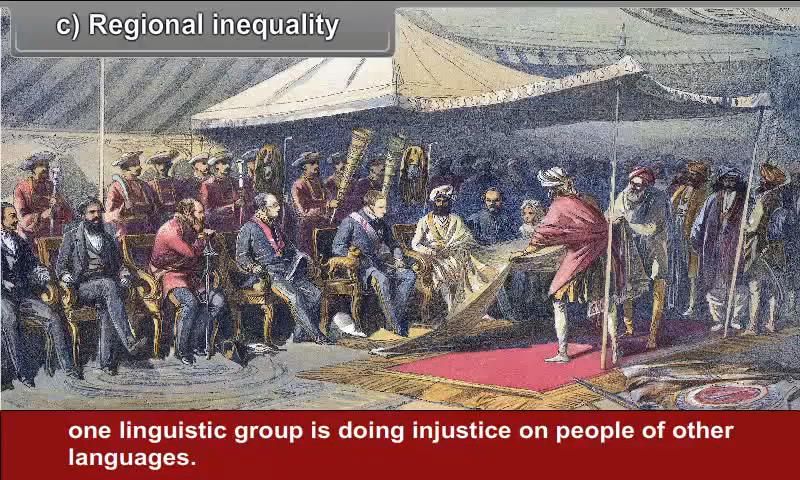 c) Regional inequality
one linguistic group is doing injustice on people of other
languages.